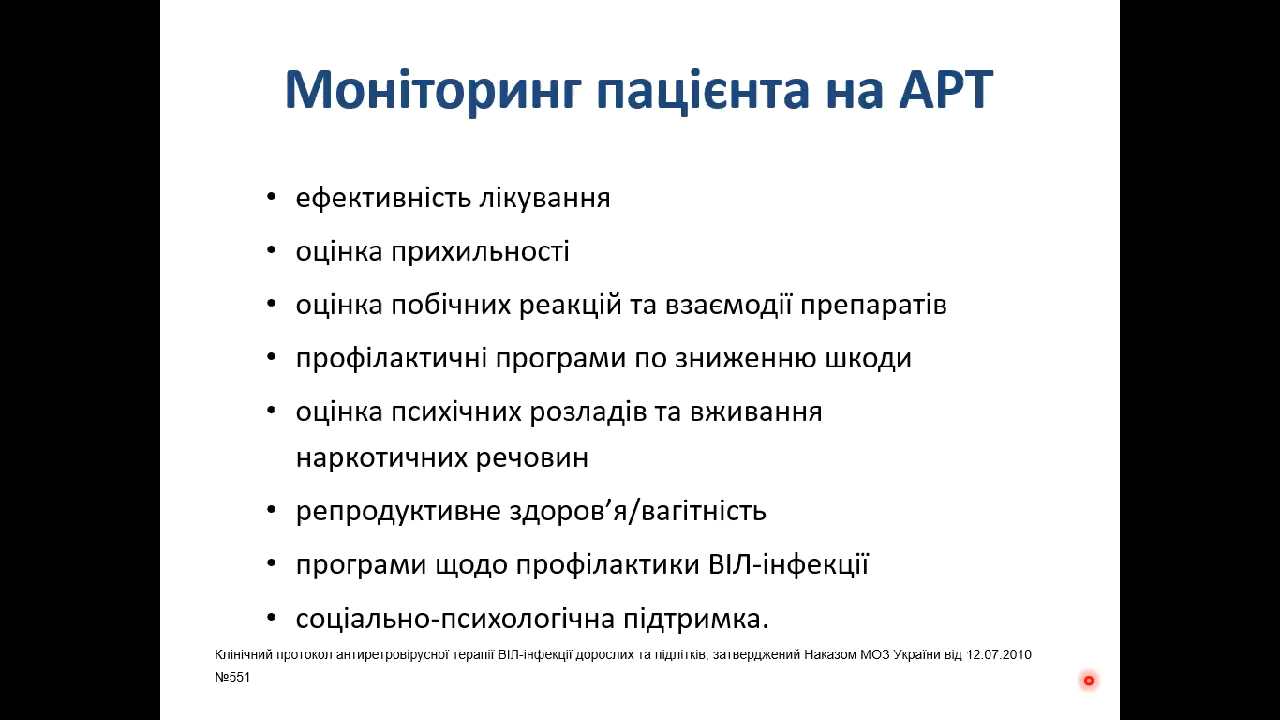 Моніторинг пацієнта на АРТ
• ефективність лікування
• оцінка прихильності
• оцінка побічних реакцій та взаємодії препаратів
• профілактичні програми по зниженню шкоди
• оцінка психічних розладів та вживання
наркотичних речовин
• репродуктивне здоров’я/вагітність
• програми щодо профілактики ВІЛ-інфекції
• соціально-психологічна підтримка.
Клінічний протокол антиретровірусної терапії ВІЛ-інфекції дорослих та підлітків, затверджений Наказом МОЗ України від 12.07.2010
№551